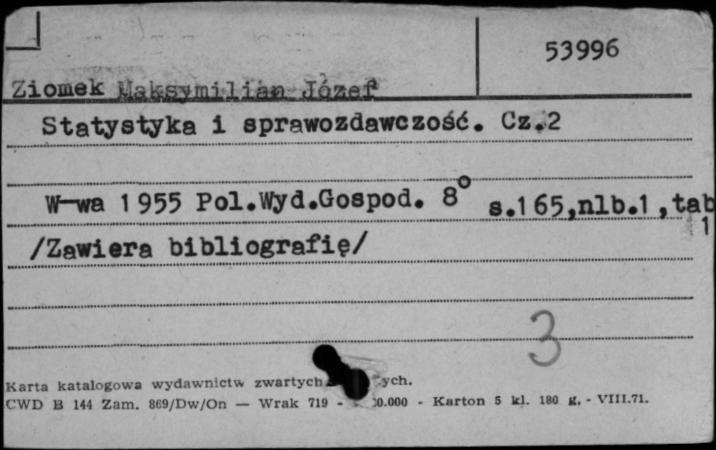 53996
Ziomek Maksymilian Józef
Statystyka i sprawozdawczość. Cz.2
W-wa 1955 Pol.Wyd.Gospod. 8° s.165,nlb.1,tab
1
/Zawiera bibliografię/
3
Karta katalogowa wydawnictw zwartych ych.
CWD B 144 Zam. 869/Dw/On — Wrak 719 - 0.000 - Karton 5 kl. 180 g. - VIII.71.